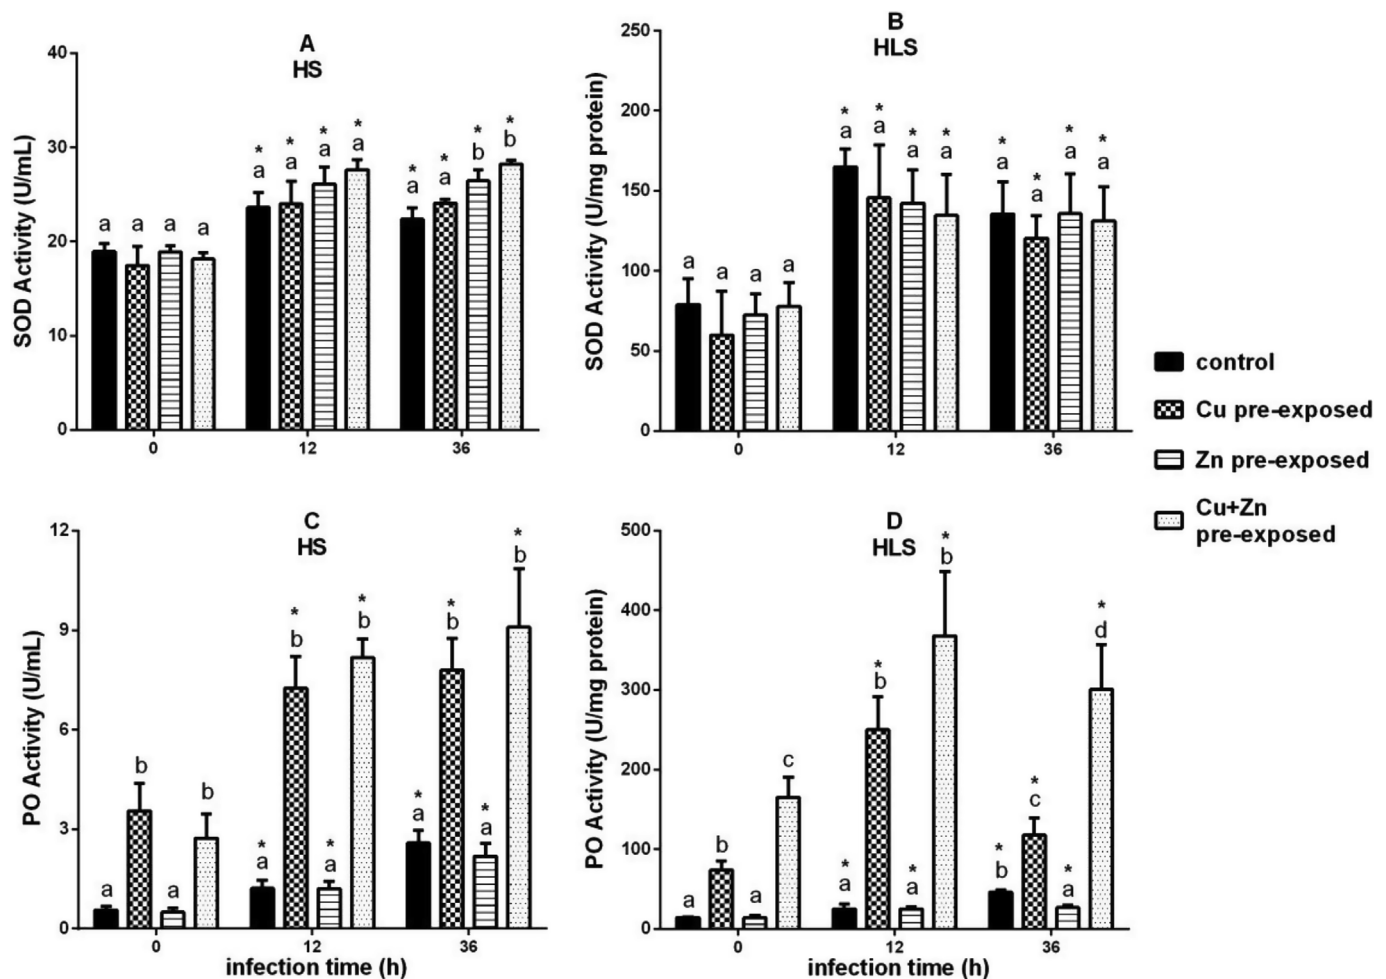 A
HS
SOD Activity (U/mL)
40
30
20
10
0
a a a a
* * * *
a a a a
* * * *
a a b b
0 12 36
B
HLS
SOD Activity (U/mg protein)
250
200
150
100
50
0
a a a a
* * * *
a a a a
* * * *
a a a a
0 12 36
control
Cu pre-exposed
Zn pre-exposed
Cu+Zn
pre-exposed
C
HS
PO Activity (U/mL)
12
9
6
3
0
a b a b
* * * *
a b a b
* * * *
a b a b
0 12 36
infection time (h)
D
HLS
PO Activity (U/mg protein)
500
400
300
200
100
0
a b a c
* * * *
a b a b
* * * *
b c a d
0 12 36
infection time (h)